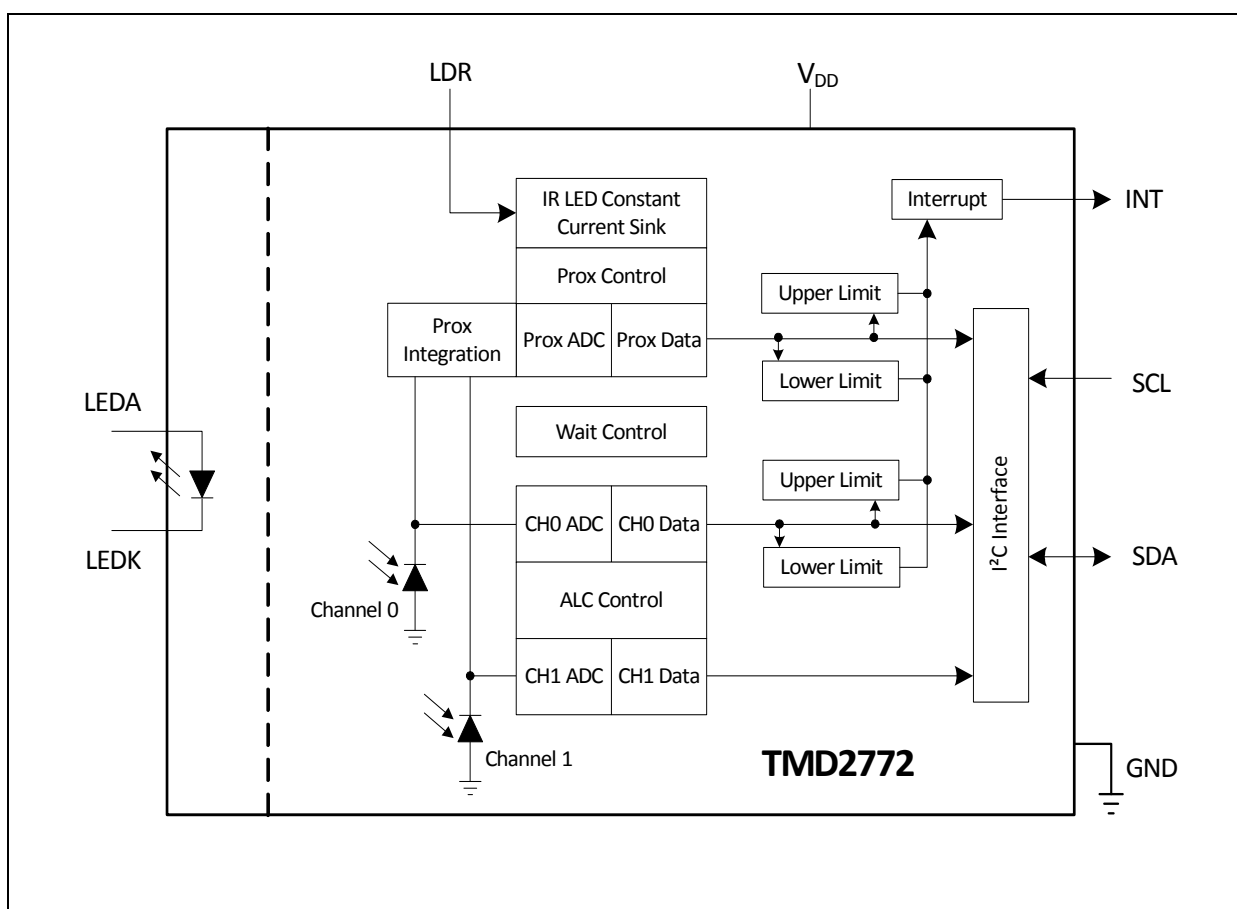 LDR
V_DD
IR LED Constant
Current Sink
Interrupt
INT
Prox Control
Upper Limit
Prox
Integration
Prox ADC
Prox Data
Lower Limit
SCL
LEDA
Wait Control
Upper Limit
I²C Interface
CH0 ADC
CH0 Data
LEDK
Lower Limit
SDA
Channel 0
ALC Control
CH1 ADC
CH1 Data
Channel 1
TMD2772
GND